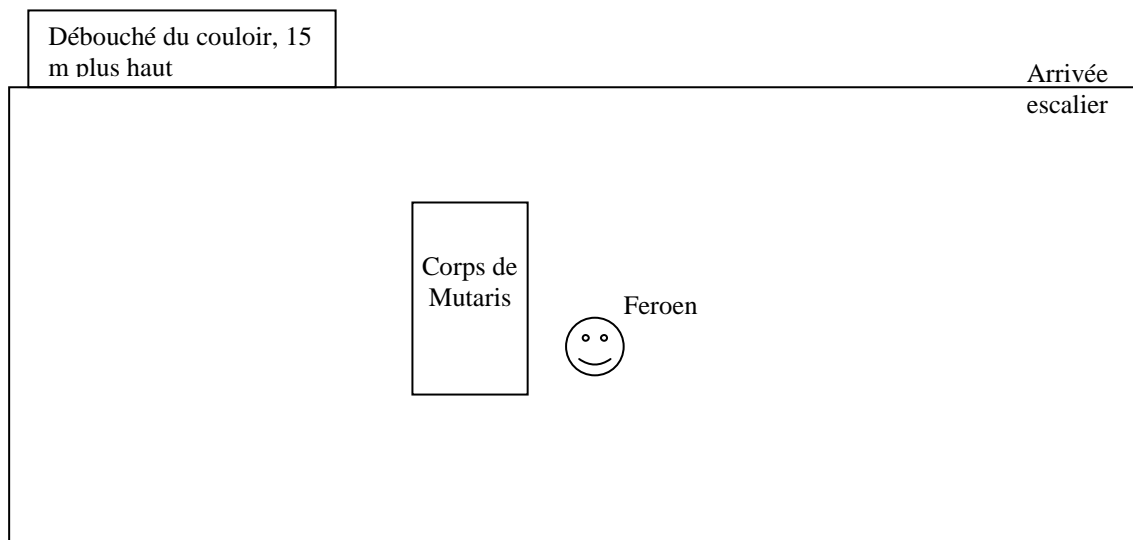 Débouché du couloir, 15
m plus haut
Arrivée
escalier
Corps de
Mutaris
Feroen